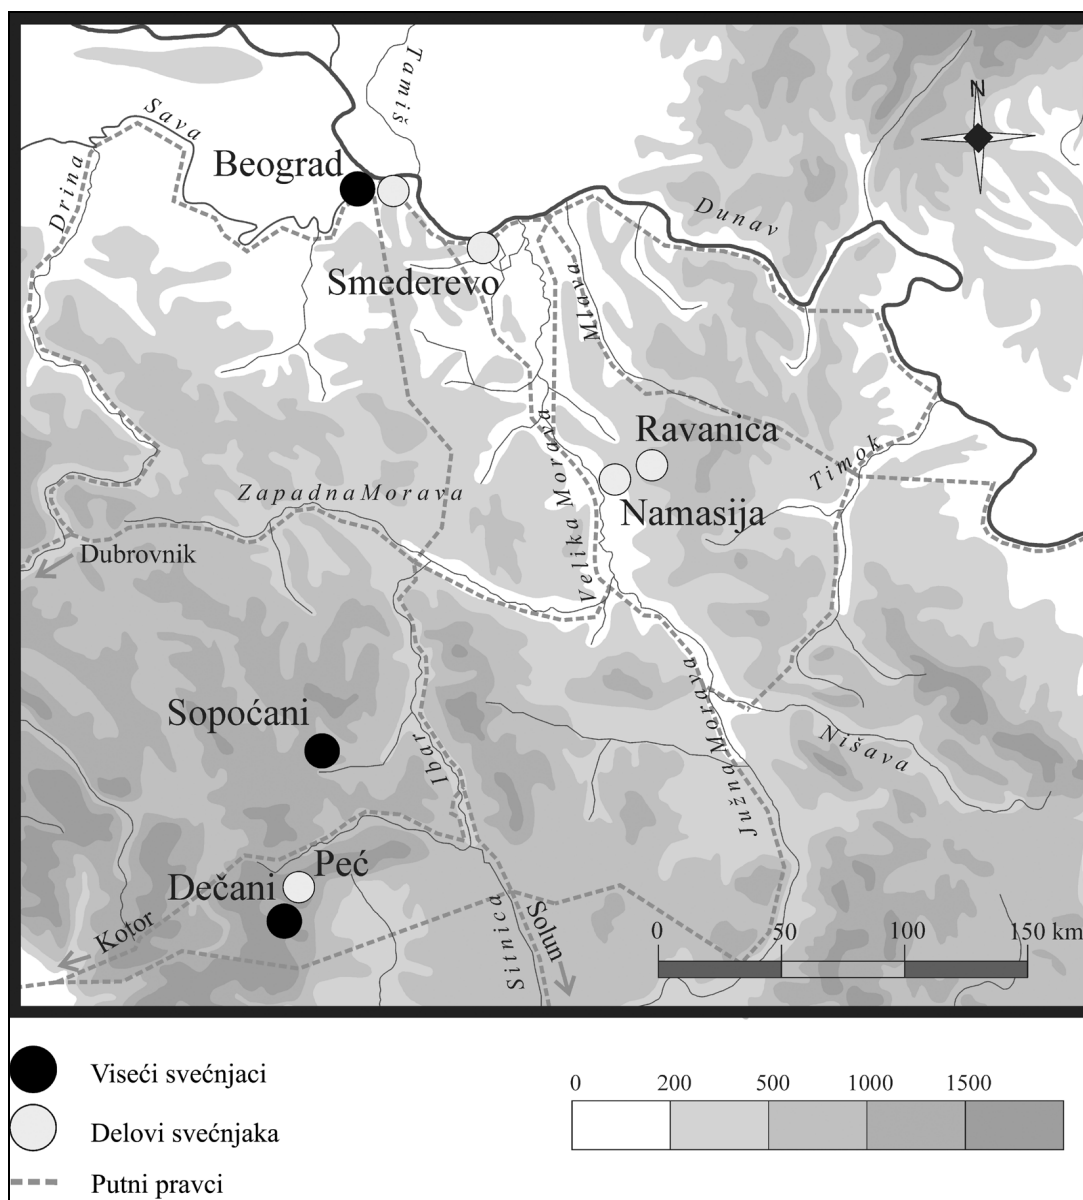 N
Tamiš
Sava
Beograd
Drina
Dunav
Smederevo
Mlava
Ravanica
Timok
Velika Morava
Zapadna Morava
Namasija
Dubrovnik
Sopoćani
Ibar
Južna Morava
Nišava
Peć
Dečani
Kotor
Sitnica
Solun
0 50 100 150 km
Viseći svećnjaci
Delovi svećnjaka
Putni pravci
0 200 500 1000 1500